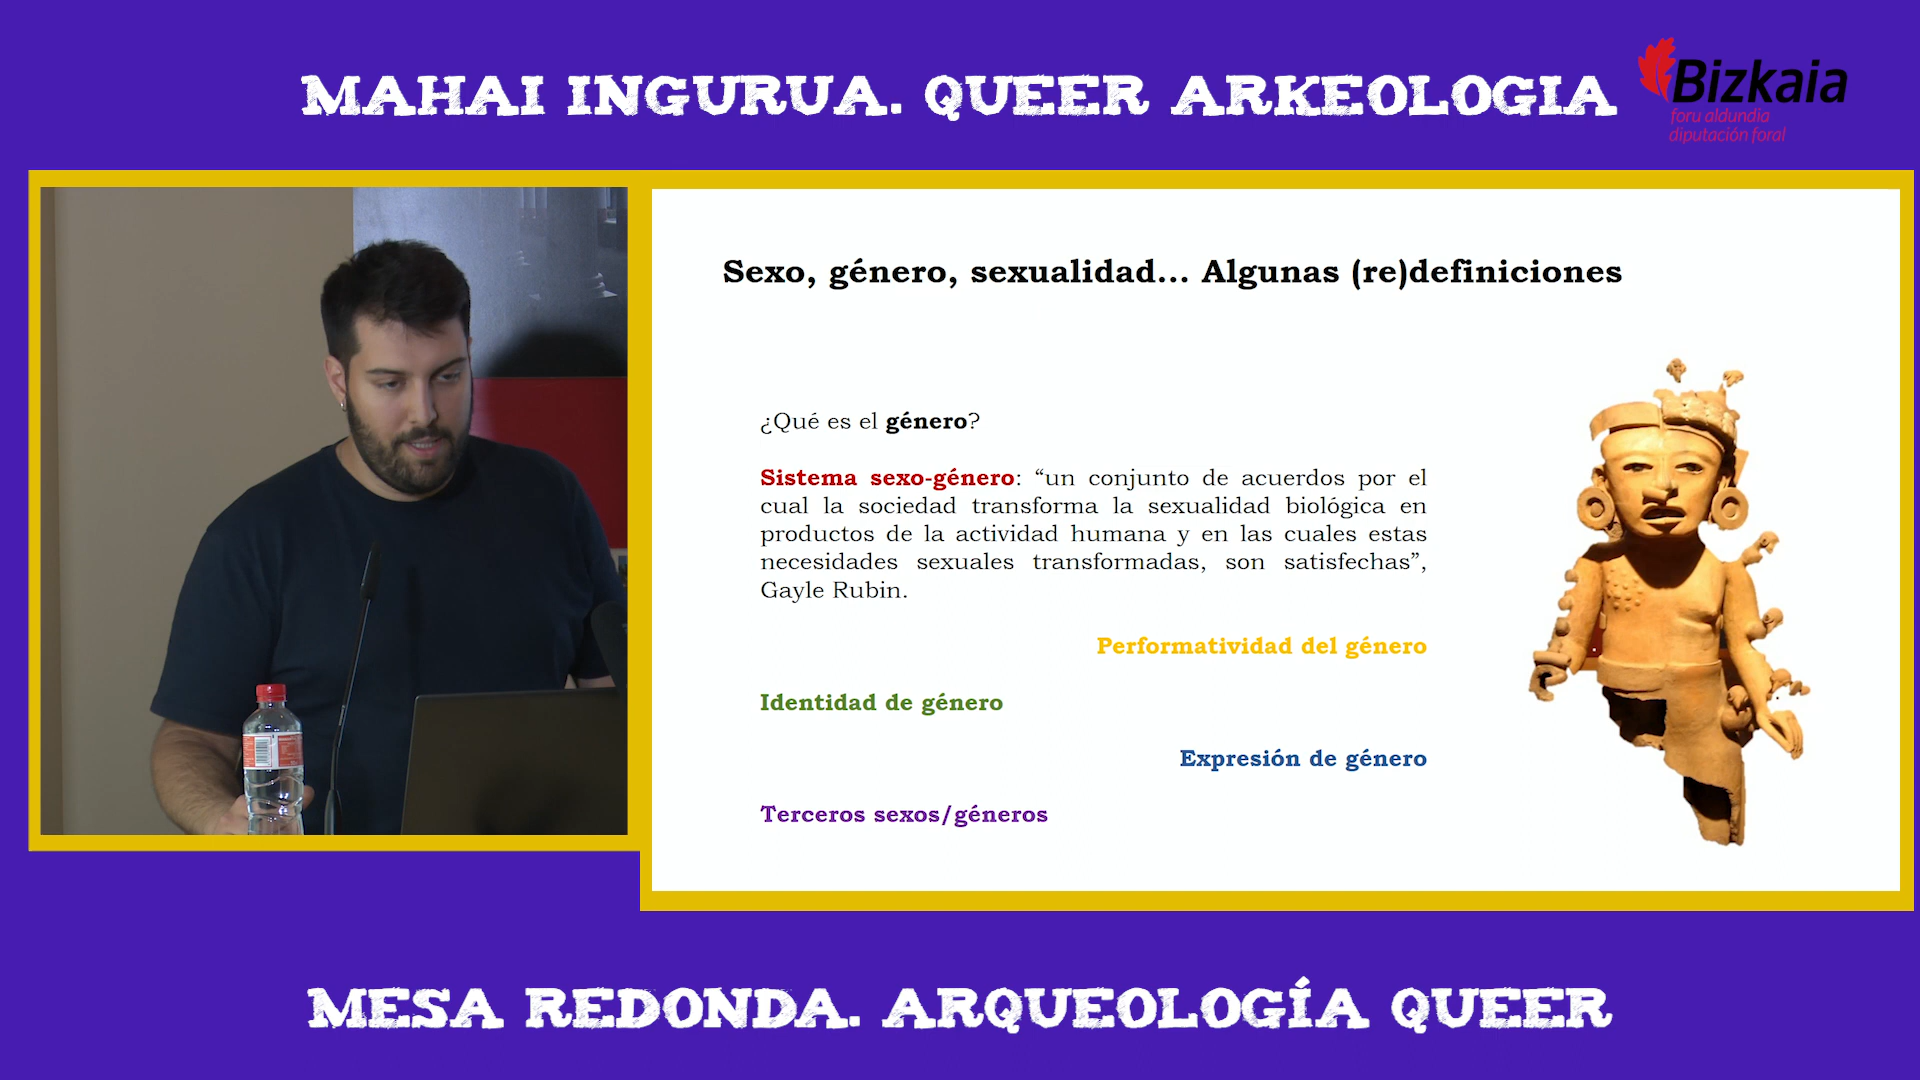 MAHAI INGURUA. QUEER ARKEOLOGIA
Bizkaia
foru aldundia
diputación foral
Sexo, género, sexualidad... Algunas (re)definiciones
¿Qué es el género?
Sistema sexo-género: “un conjunto de acuerdos por el
cual la sociedad transforma la sexualidad biológica en
productos de la actividad humana y en las cuales estas
necesidades sexuales transformadas, son satisfechas”,
Gayle Rubin.
Performatividad del género
Identidad de género
Expresión de género
Terceros sexos/géneros
MESA REDONDA. ARQUEOLOGÍA QUEER